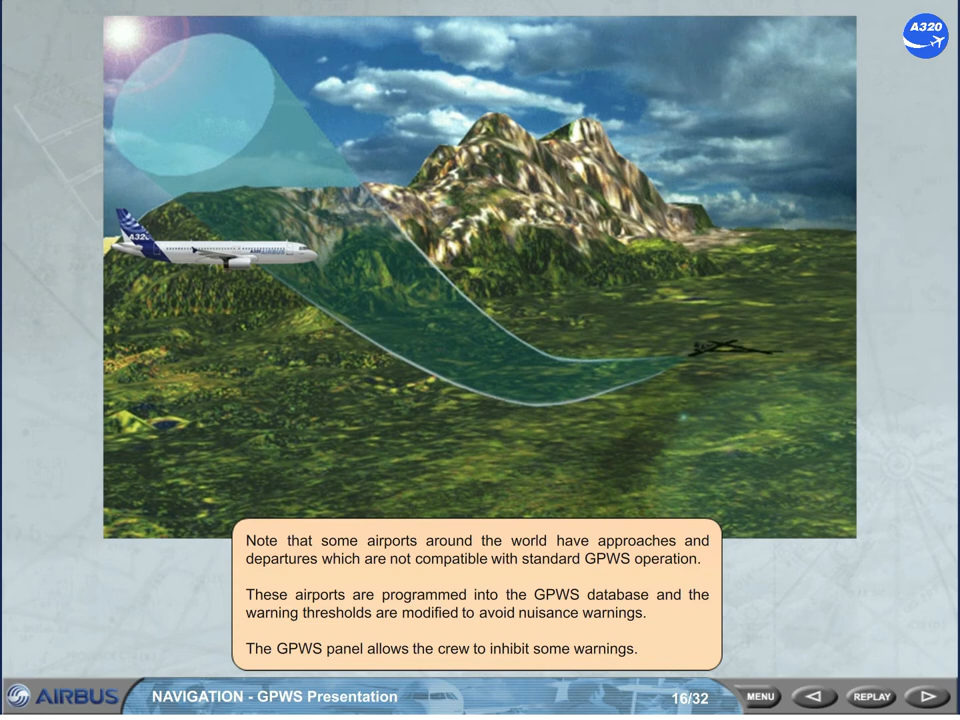 A320
A320
AIRBUS
Note that some airports around the world have approaches and
departures which are not compatible with standard GPWS operation.
These airports are programmed into the GPWS database and the
warning thresholds are modified to avoid nuisance warnings.
The GPWS panel allows the crew to inhibit some warnings.
AIRBUS
NAVIGATION - GPWS Presentation
16/32
MENU
REPLAY